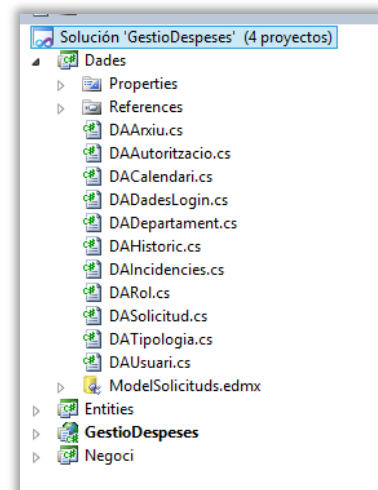 Solución 'GestioDespeses' (4 proyectos)
Dades
Properties
References
DAArxiu.cs
DAAutoritzacio.cs
DACalendari.cs
DADadesLogin.cs
DADepartament.cs
DAHistoric.cs
DAIncidencies.cs
DARol.cs
DASolicitud.cs
DATipologia.cs
DAUsuari.cs
ModelSolicituds.edmx
Entities
GestioDespeses
Negoci